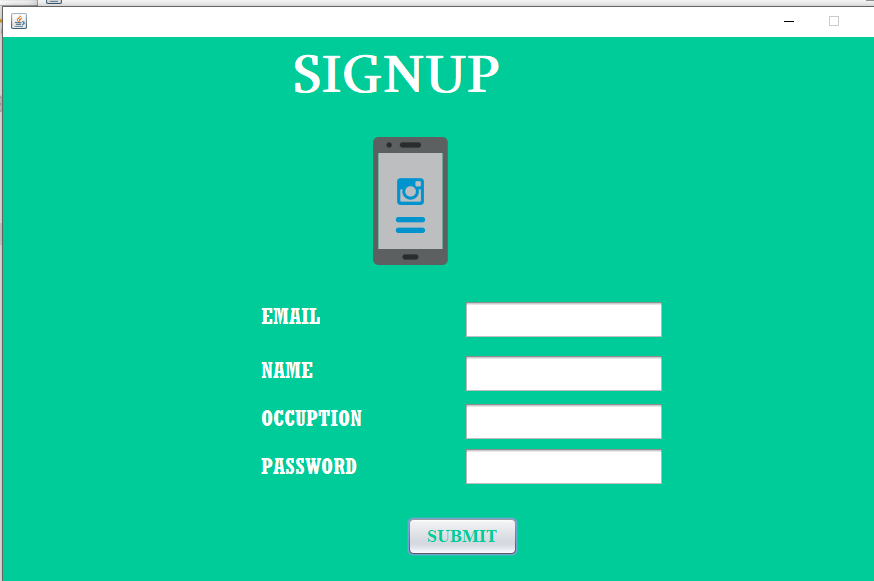 SIGNUP
EMAIL
NAME
OCCUPTION
PASSWORD
SUBMIT